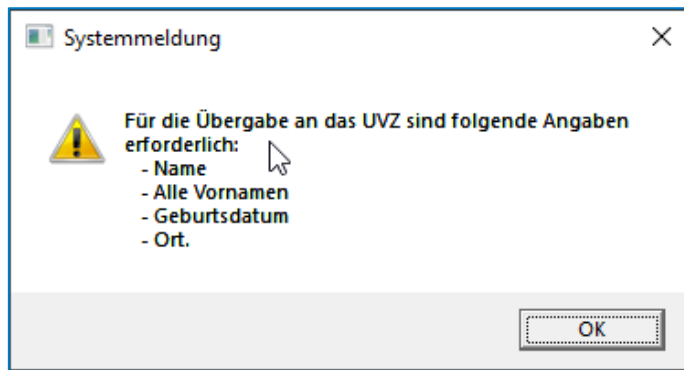 Systemmeldung
Für die Übergabe an das UVZ sind folgende Angaben
erforderlich:
- Name
- Alle Vornamen
- Geburtsdatum
- Ort.
OK